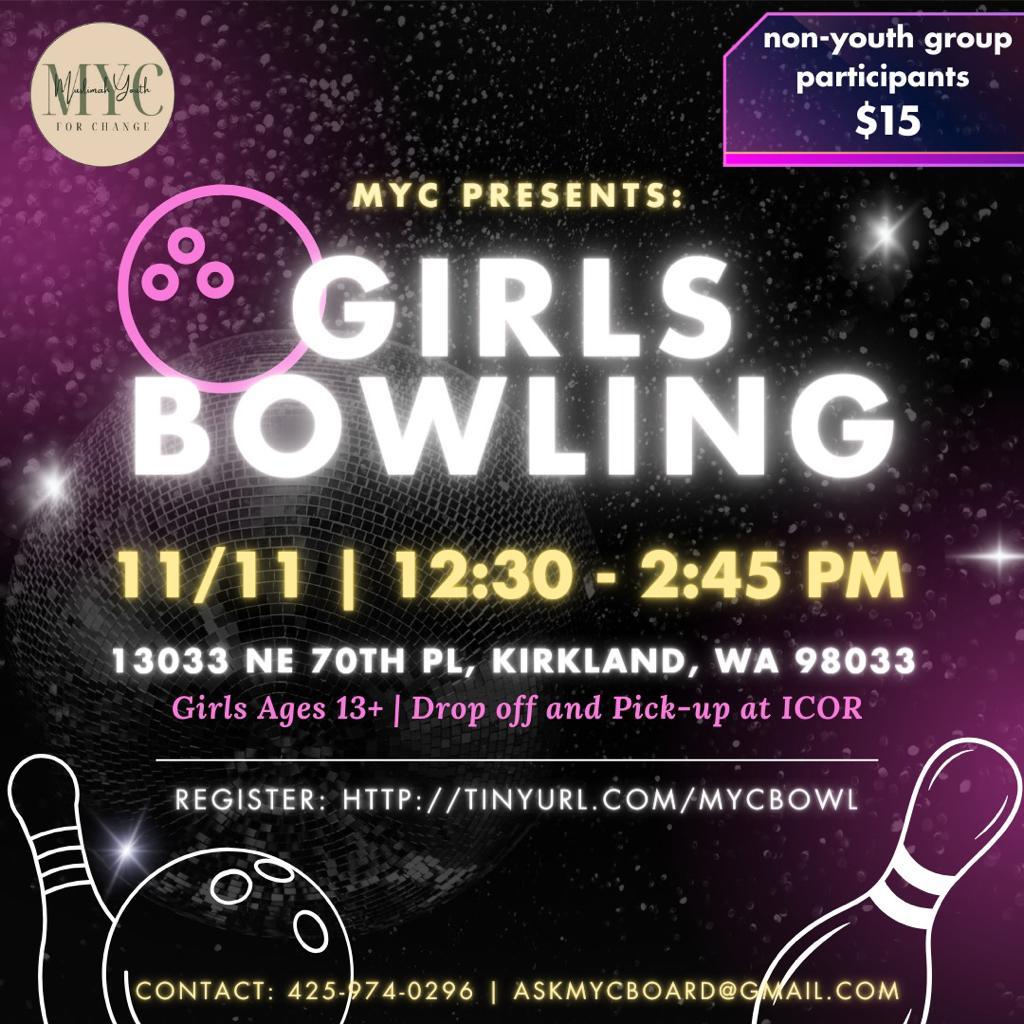 MYC
Muslimah Youth
FOR CHANGE
non-youth group
participants
$15
MYC PRESENTS:
GIRLS
BOWLING
11/11 | 12:30 - 2:45 PM
13033 NE 70TH PL, KIRKLAND, WA 98033
Girls Ages 13+ | Drop off and Pick-up at ICOR
REGISTER: HTTP://TINYURL.COM/MYCBOWL
CONTACT: 425-974-0296 | ASKMYCBOARD@GMAIL.COM